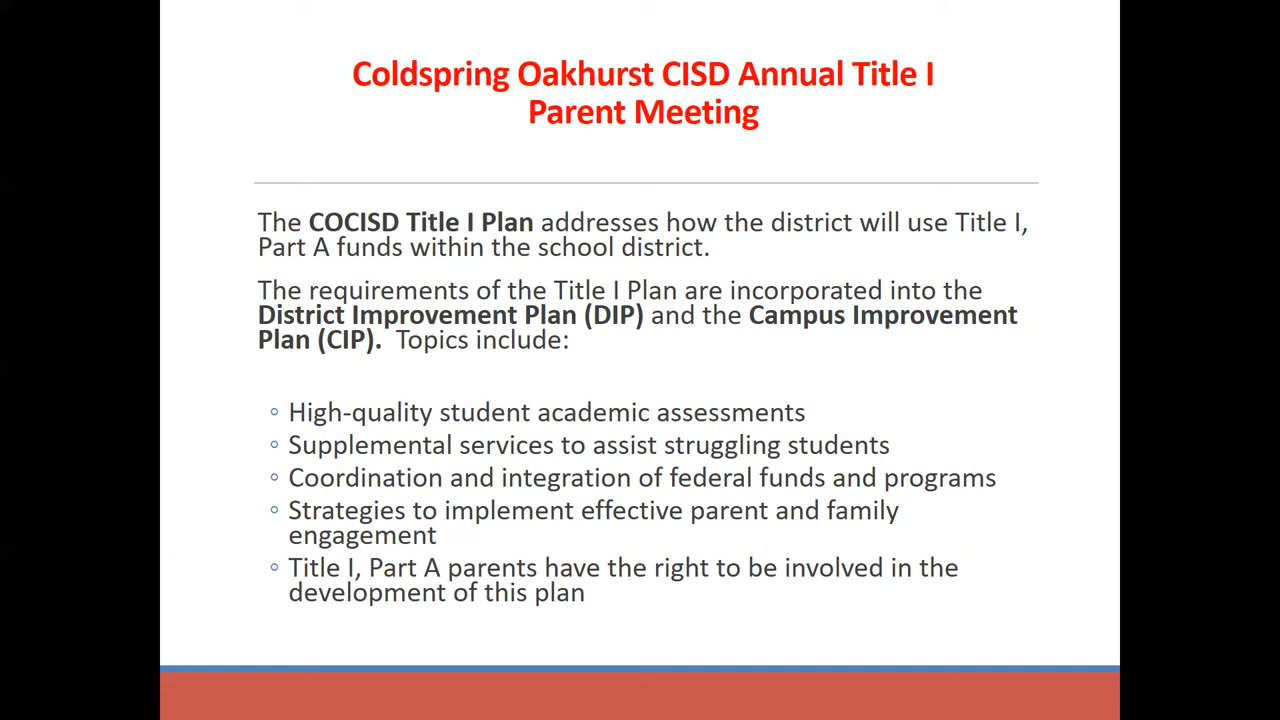 Coldspring Oakhurst CISD Annual Title I
Parent Meeting
The COCISD Title I Plan addresses how the district will use Title I,
Part A funds within the school district.
The requirements of the Title I Plan are incorporated into the
District Improvement Plan (DIP) and the Campus Improvement
Plan (CIP).  Topics include:
◦ High-quality student academic assessments
◦ Supplemental services to assist struggling students
◦ Coordination and integration of federal funds and programs
◦ Strategies to implement effective parent and family
engagement
◦ Title I, Part A parents have the right to be involved in the
development of this plan